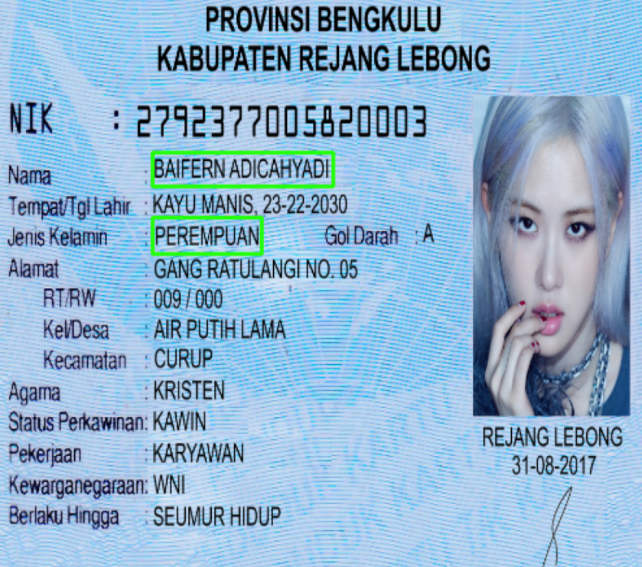 PROVINSI BENGKULU
KABUPATEN REJANG LEBONG
NIK : 2792377005820003
Nama : BAIFERN ADICAHYADI
Tempat/Tgl Lahir : KAYU MANIS, 23-22-2030
Jenis Kelamin : PEREMPUAN Gol Darah : A
Alamat : GANG RATULANGI NO. 05
RT/RW : 009 / 000
Kel/Desa : AIR PUTIH LAMA
Kecamatan : CURUP
Agama : KRISTEN
Status Perkawinan: KAWIN
Pekerjaan : KARYAWAN
Kewarganegaraan: WNI
Berlaku Hingga : SEUMUR HIDUP
REJANG LEBONG
31-08-2017